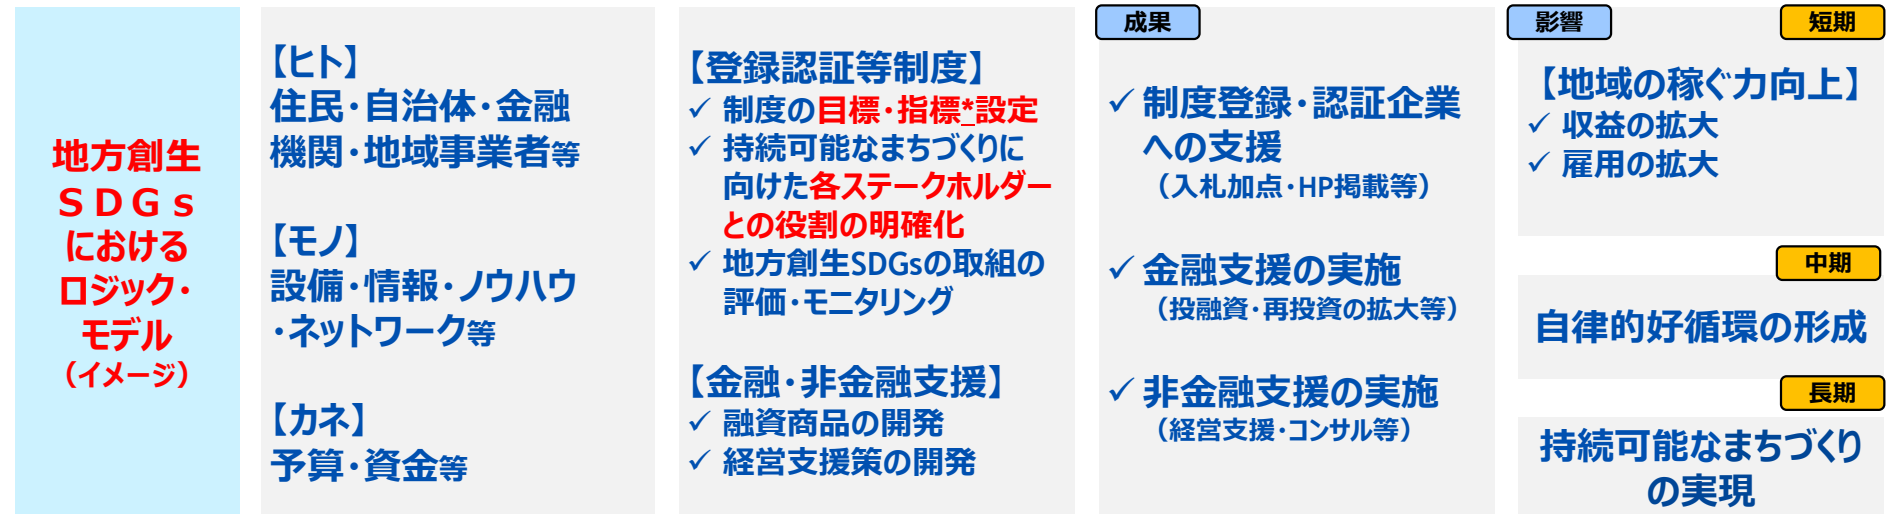 地方創生
ＳＤＧｓ
における
ロジック・
モデル
（イメージ）
【ヒト】
住民・自治体・金融
機関・地域事業者等
【モノ】
設備・情報・ノウハウ
・ネットワーク等
【カネ】
予算・資金等
【登録認証等制度】
✓ 制度の目標・指標*設定
✓ 持続可能なまちづくりに
向けた各ステークホルダー
との役割の明確化
✓ 地方創生SDGsの取組の
評価・モニタリング
【金融・非金融支援】
✓ 融資商品の開発
✓ 経営支援策の開発
成果
✓ 制度登録・認証企業
への支援
（入札加点・HP掲載等）
✓ 金融支援の実施
（投融資・再投資の拡大等）
✓ 非金融支援の実施
（経営支援・コンサル等）
影響
短期
【地域の稼ぐ力向上】
✓ 収益の拡大
✓ 雇用の拡大
中期
自律的好循環の形成
長期
持続可能なまちづくり
の実現